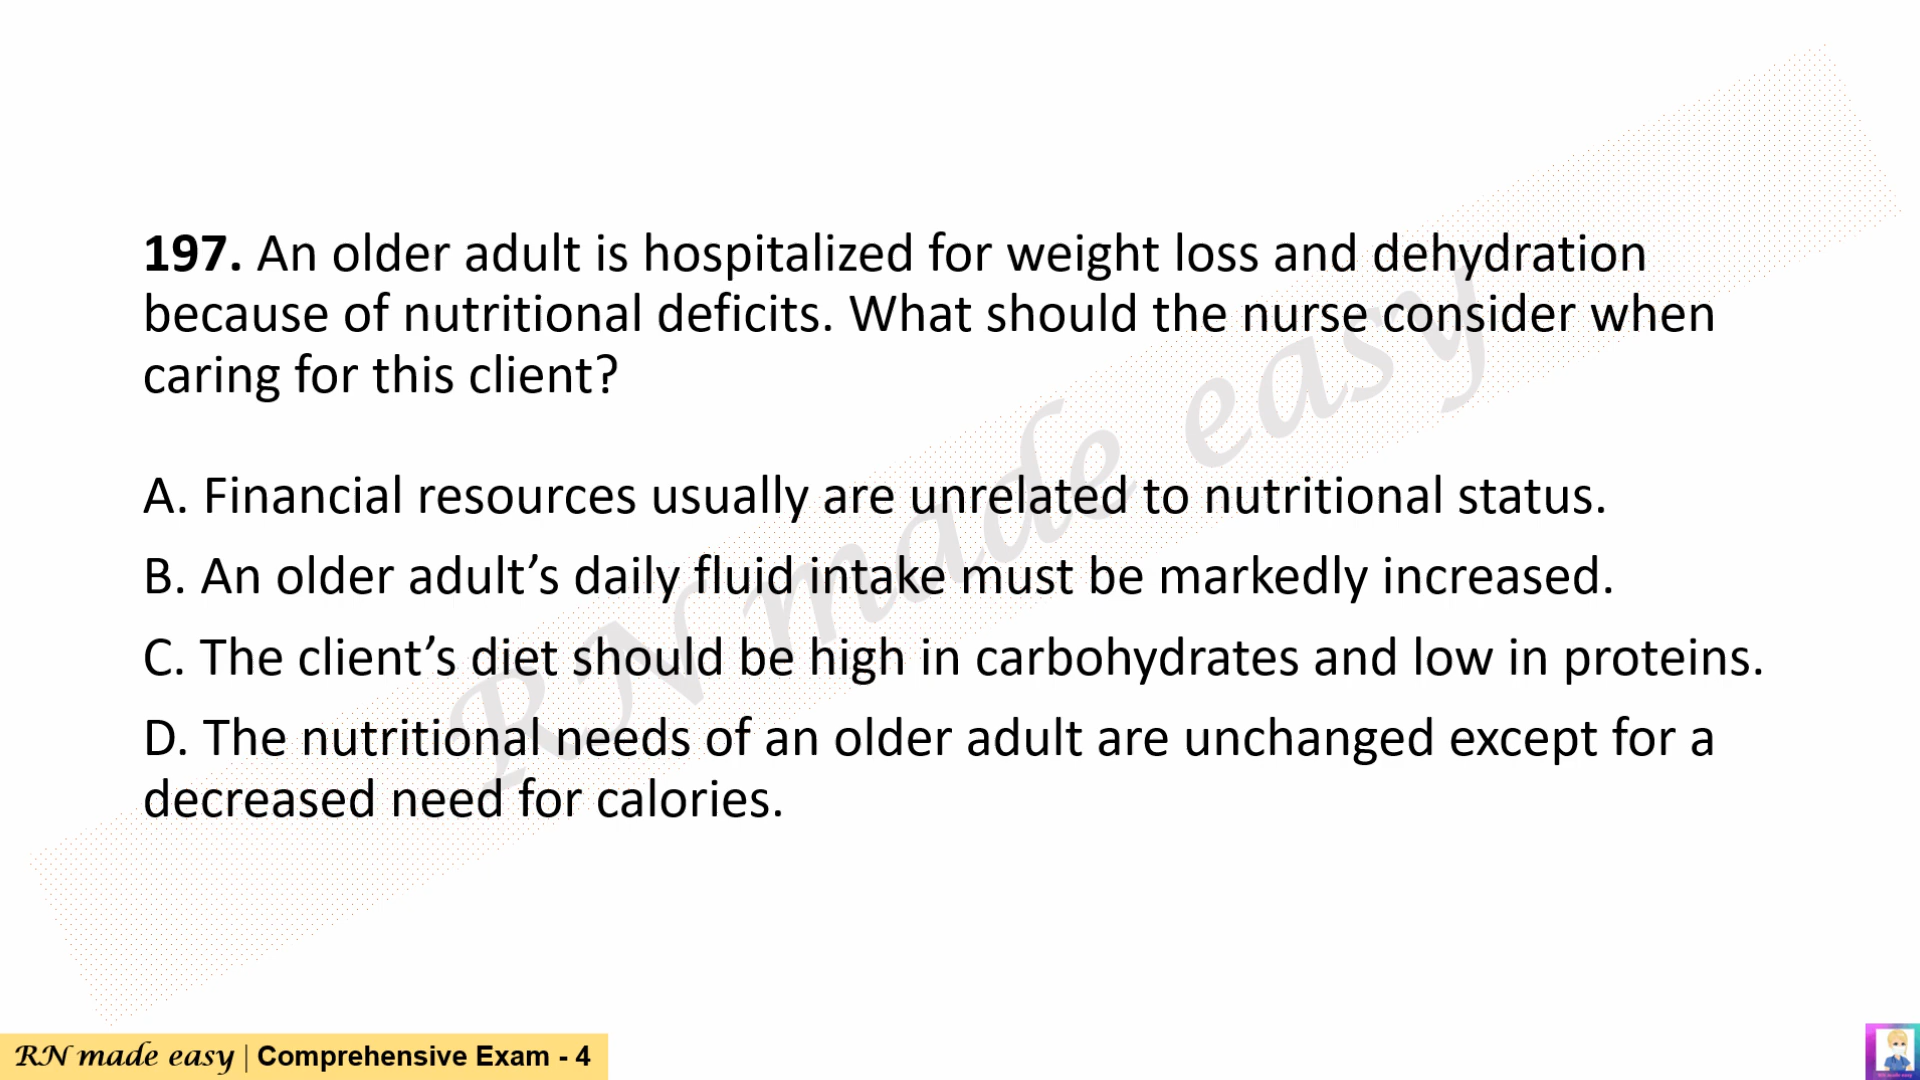 197. An older adult is hospitalized for weight loss and dehydration
because of nutritional deficits. What should the nurse consider when
caring for this client?
A. Financial resources usually are unrelated to nutritional status.
B. An older adult’s daily fluid intake must be markedly increased.
C. The client’s diet should be high in carbohydrates and low in proteins.
D. The nutritional needs of an older adult are unchanged except for a
decreased need for calories.
RN made easy
RN made easy | Comprehensive Exam - 4